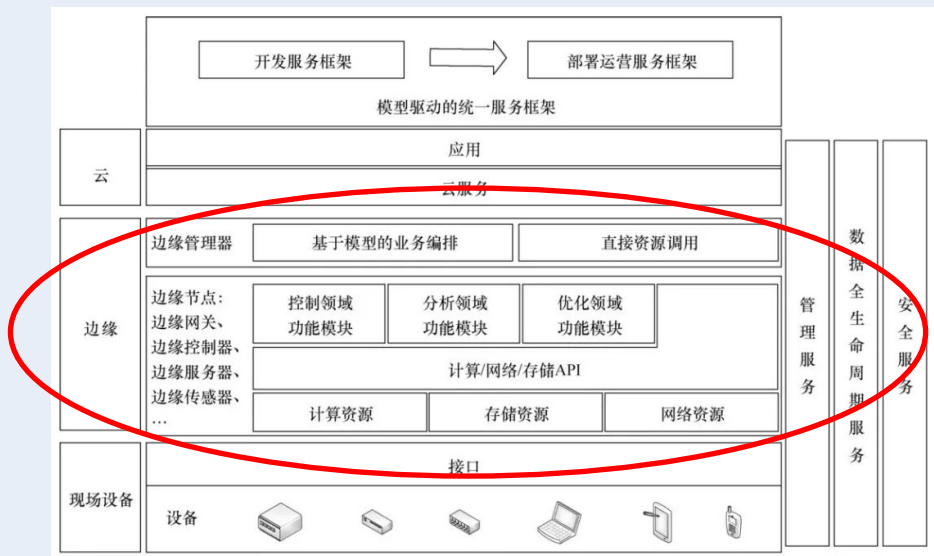 开发服务框架
部署运营服务框架
模型驱动的统一服务框架
云
应用
云服务
边缘
边缘管理器
基于模型的业务编排
直接资源调用
边缘节点:
边缘网关、
边缘控制器、
边缘服务器、
边缘传感器、
...
控制领域
功能模块
分析领域
功能模块
优化领域
功能模块
计算/网络/存储API
计算资源
存储资源
网络资源
现场设备
接口
设备
管理服务
数据全生命周期服务
安全服务